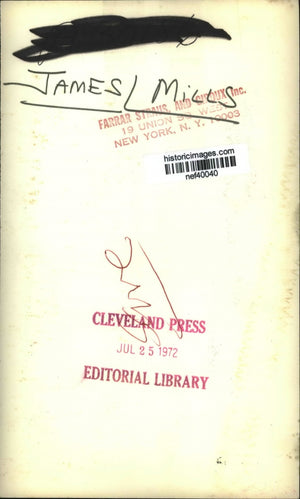 JAMES MILLS
FARRAR STRAUS, AND GIROUX Inc.
19 UNION SQ. WEST
NEW YORK, N. Y. 10003
historicimages.com
nef40040
CLEVELAND PRESS
JUL 25 1972
EDITORIAL LIBRARY